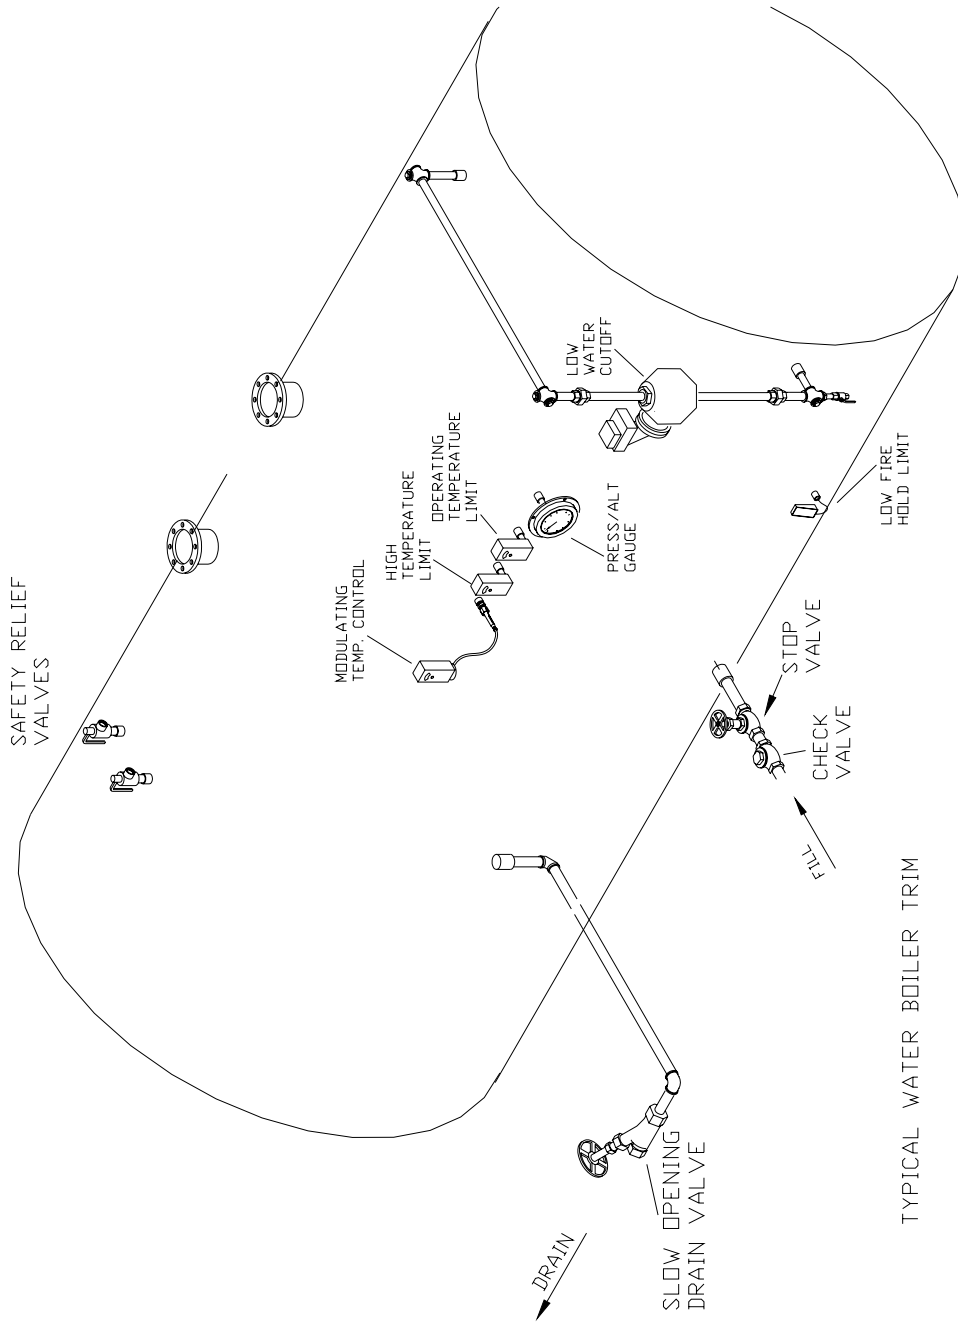 SAFETY RELIEF
VALVES
MODULATING
TEMP. CONTROL
HIGH
TEMPERATURE
LIMIT
OPERATING
TEMPERATURE
LIMIT
LOW
WATER
CUTOFF
PRESS/ALT
GAUGE
LOW FIRE
HOLD LIMIT
STOP
VALVE
CHECK
VALVE
FILL
DRAIN
SLOW OPENING
DRAIN VALVE
TYPICAL WATER BOILER TRIM